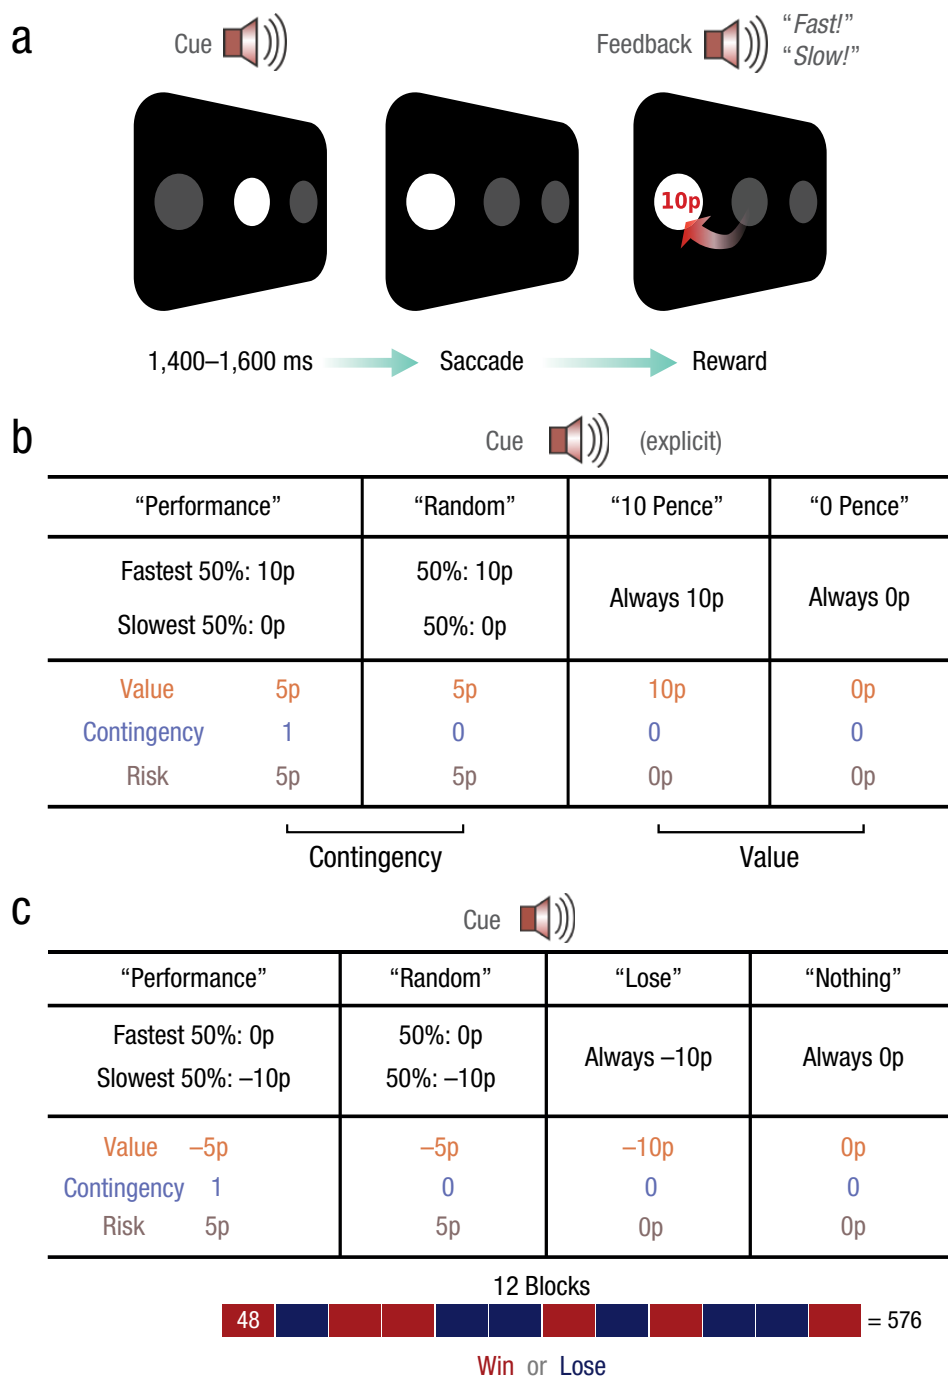 a
Cue
Feedback
“Fast!”
“Slow!”
10p
1,400–1,600 ms
Saccade
Reward
b
Cue (explicit)
“Performance” “Random” “10 Pence” “0 Pence”
Fastest 50%: 10p 50%: 10p
Always 10p Always 0p
Slowest 50%: 0p 50%: 0p
Value 5p 5p 10p 0p
Contingency 1 0 0 0
Risk 5p 5p 0p 0p
Contingency Value
c
Cue
“Performance” “Random” “Lose” “Nothing”
Fastest 50%: 0p 50%: 0p
Always –10p Always 0p
Slowest 50%: –10p 50%: –10p
Value –5p –5p –10p 0p
Contingency 1 0 0 0
Risk 5p 5p 0p 0p
12 Blocks
48 = 576
Win or Lose